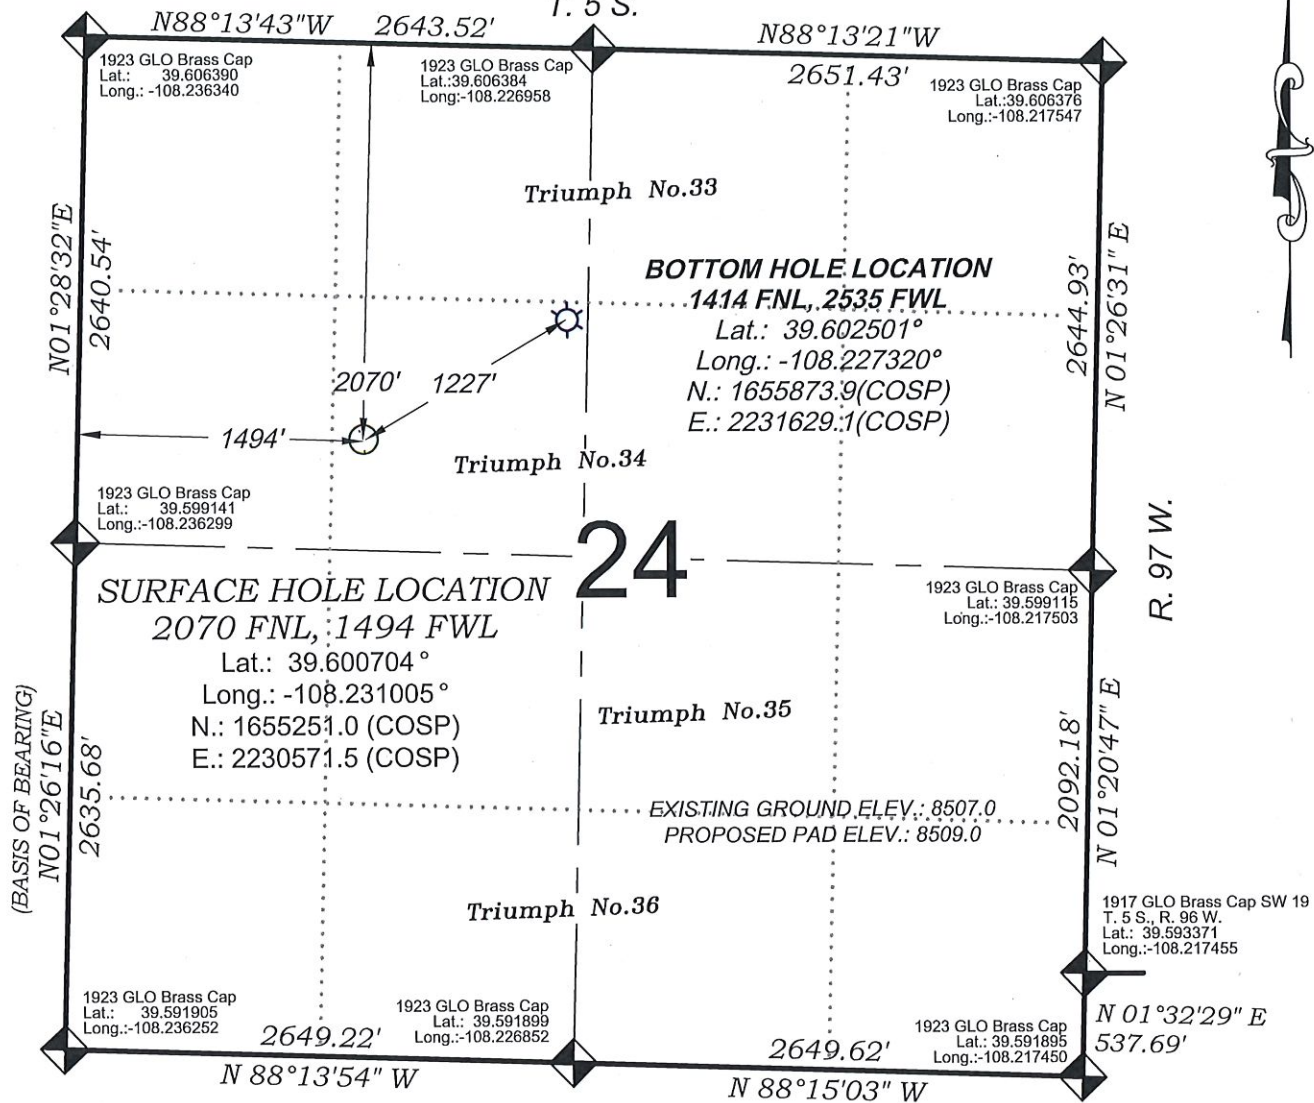 T. 5 S.
N88°13'43"W 2643.52'
N88°13'21"W
2651.43'
1923 GLO Brass Cap
Lat.: 39.606390
Long.: -108.236340
1923 GLO Brass Cap
Lat.:39.606384
Long:-108.226958
1923 GLO Brass Cap
Lat.:39.606376
Long.:-108.217547
Triumph No.33
N01°28'32"E
2640.54'
BOTTOM HOLE LOCATION
1414 FNL, 2535 FWL
Lat.: 39.602501°
Long.: -108.227320°
N.: 1655873.9(COSP)
E.: 2231629.1(COSP)
2644.93'
N 01°26'31" E
2070' 1227'
1494'
Triumph No.34
1923 GLO Brass Cap
Lat.: 39.599141
Long.:-108.236299
24
R. 97 W.
1923 GLO Brass Cap
Lat.: 39.599115
Long.:-108.217503
SURFACE HOLE LOCATION
2070 FNL, 1494 FWL
Lat.: 39.600704°
Long.: -108.231005°
N.: 1655251.0 (COSP)
E.: 2230571.5 (COSP)
Triumph No.35
(BASIS OF BEARING)
N01°26'16"E
2635.68'
2092.18'
N 01°20'47" E
EXISTING GROUND ELEV.: 8507.0
PROPOSED PAD ELEV.: 8509.0
Triumph No.36
1917 GLO Brass Cap SW 19
T. 5 S., R. 96 W.
Lat.: 39.593371
Long.:-108.217455
1923 GLO Brass Cap
Lat.: 39.591905
Long.:-108.236252
1923 GLO Brass Cap
Lat.: 39.591899
Long.:-108.226852
1923 GLO Brass Cap
Lat.: 39.591895
Long.:-108.217450
N 01°32'29" E
537.69'
2649.22'
N 88°13'54" W
2649.62'
N 88°15'03" W